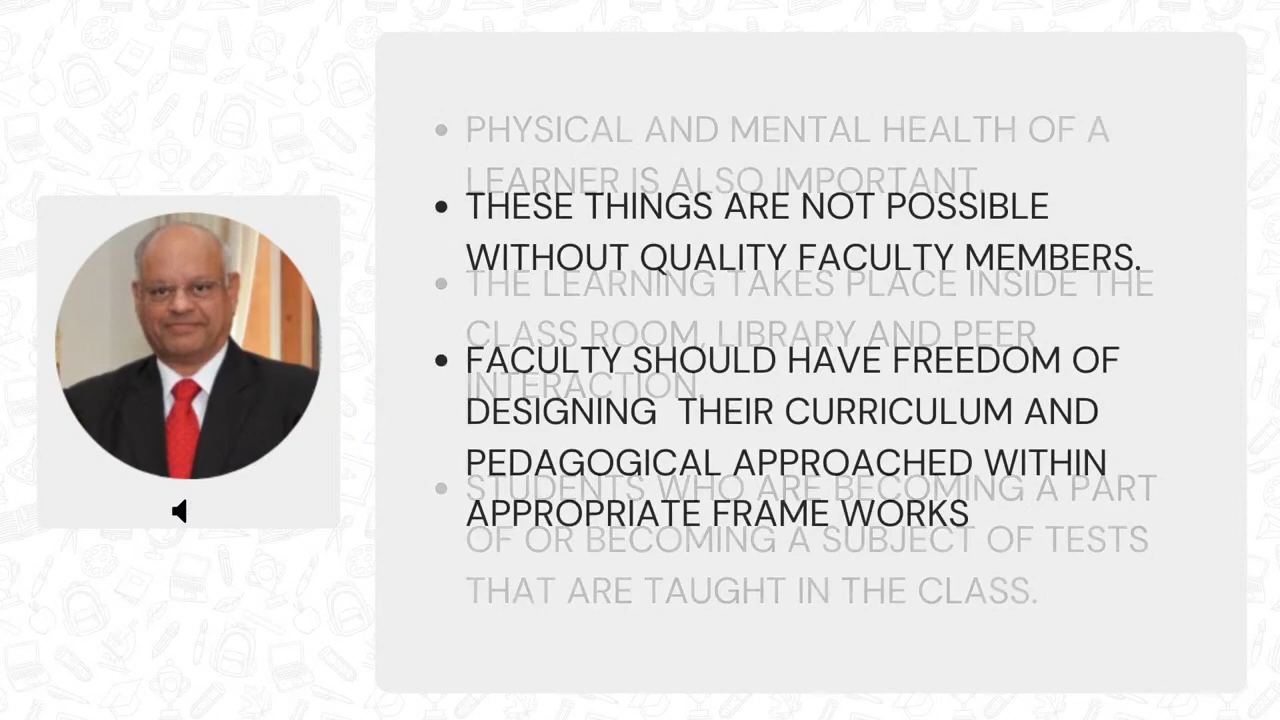 • PHYSICAL AND MENTAL HEALTH OF A
LEARNER IS ALSO IMPORTANT.
• THESE THINGS ARE NOT POSSIBLE
WITHOUT QUALITY FACULTY MEMBERS.
• THE LEARNING TAKES PLACE INSIDE THE
CLASS ROOM, LIBRARY AND PEER
INTERACTION.
• FACULTY SHOULD HAVE FREEDOM OF
DESIGNING THEIR CURRICULUM AND
PEDAGOGICAL APPROACHED WITHIN
APPROPRIATE FRAME WORKS
• STUDENTS WHO ARE BECOMING A PART
OF OR BECOMING A SUBJECT OF TESTS
THAT ARE TAUGHT IN THE CLASS.